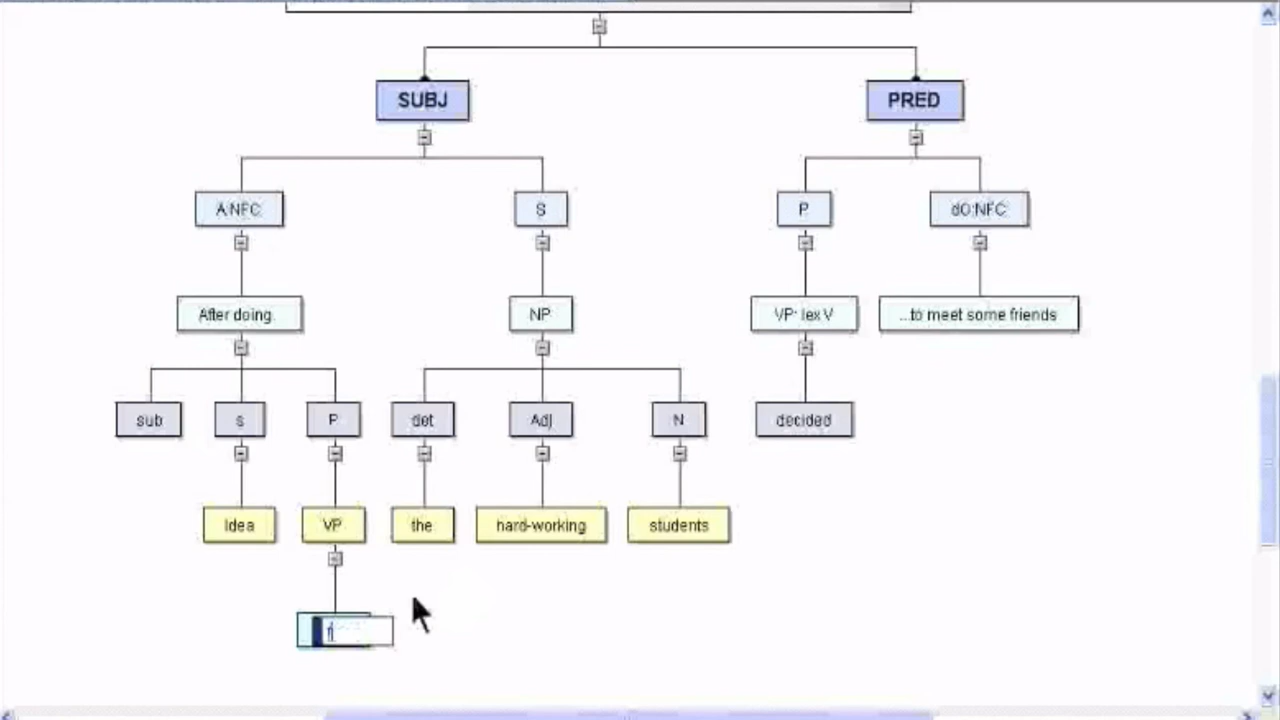 SUBJ PRED
A:NFC S P dO:NFC
After doing. NP VP: lex V ...to meet some friends
sub s P det Adj N decided
Idea VP the hard-working students